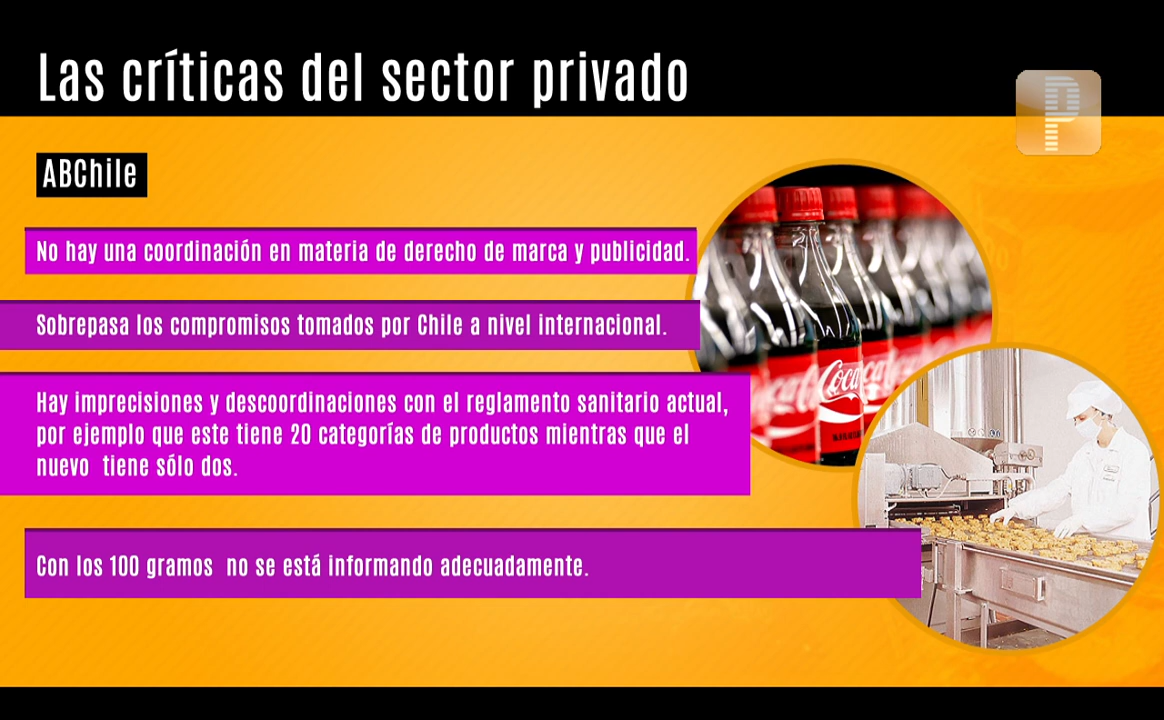 Las críticas del sector privado
P
ABChile
No hay una coordinación en materia de derecho de marca y publicidad.
Sobrepasa los compromisos tomados por Chile a nivel internacional.
Hay imprecisiones y descoordinaciones con el reglamento sanitario actual,
por ejemplo que este tiene 20 categorías de productos mientras que el
nuevo tiene sólo dos.
Con los 100 gramos no se está informando adecuadamente.
Coca